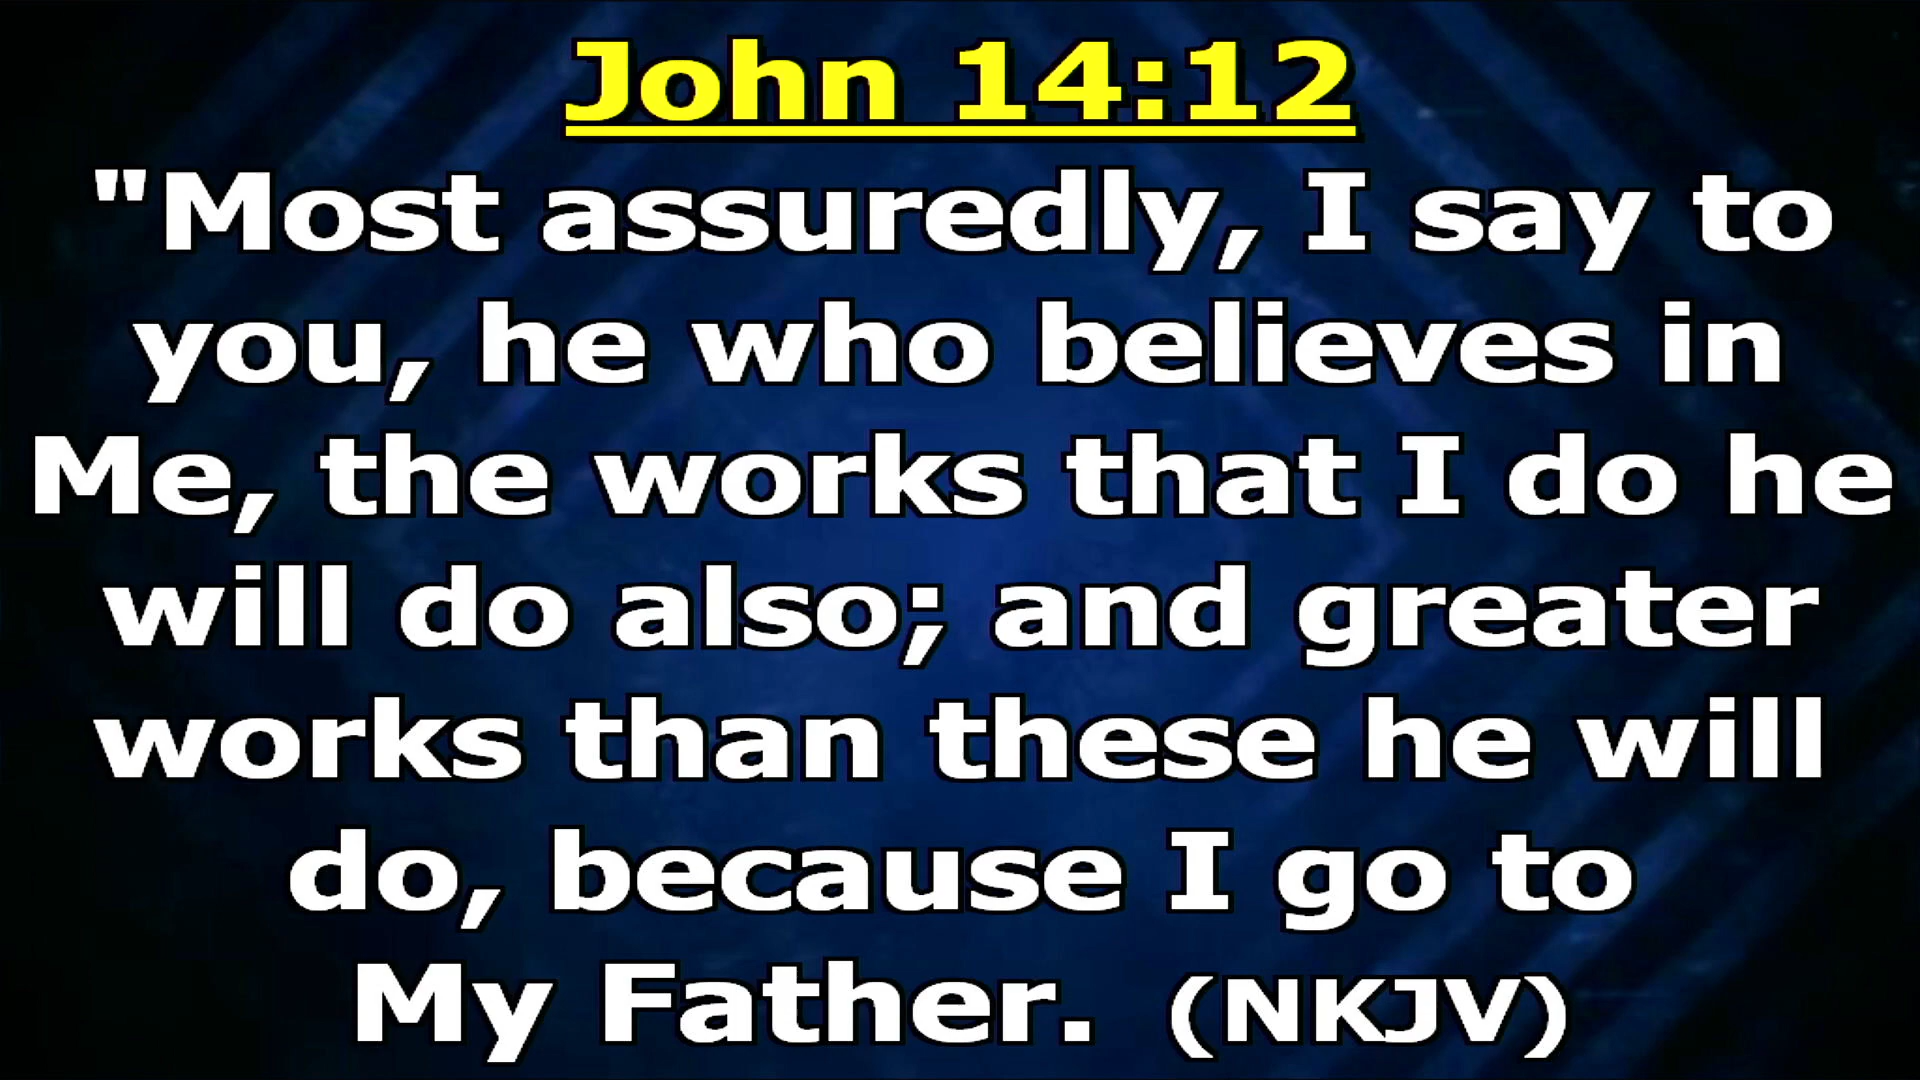 John 14:12
"Most assuredly, I say to
you, he who believes in
Me, the works that I do he
will do also; and greater
works than these he will
do, because I go to
My Father. (NKJV)